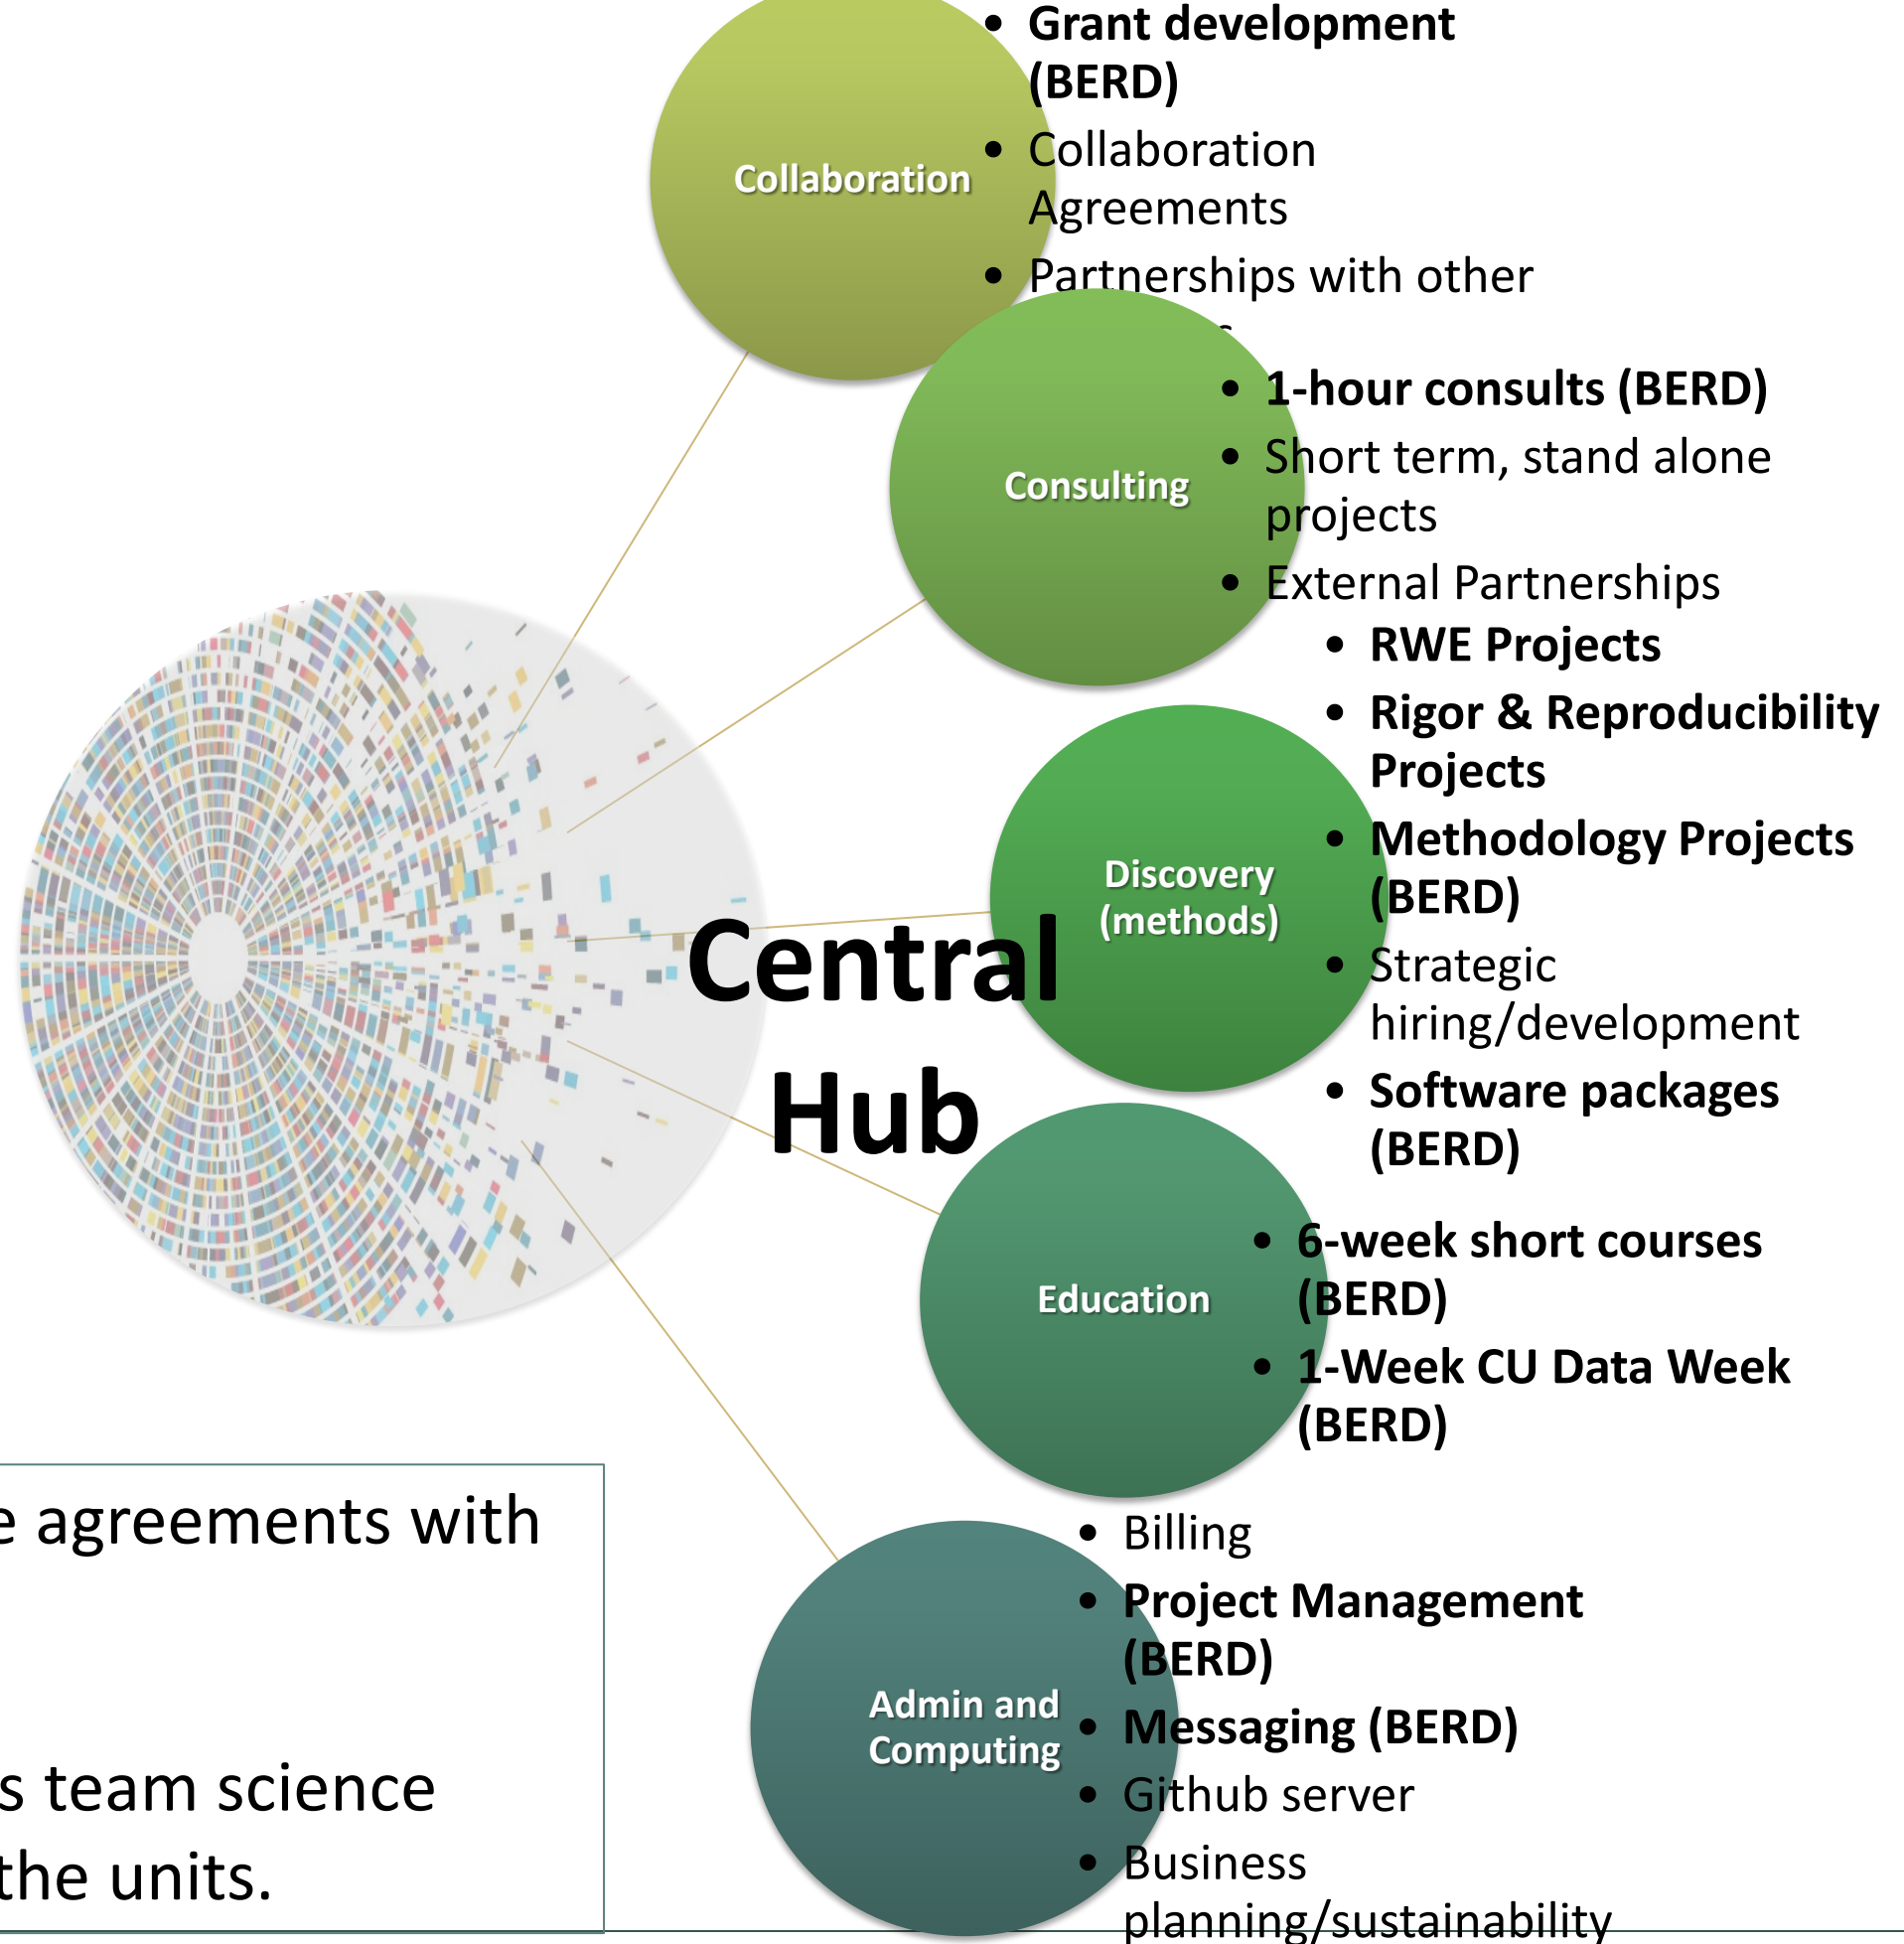 Collaboration
• Grant development
(BERD)
• Collaboration
Agreements
• Partnerships with other
Consulting
• 1-hour consults (BERD)
• Short term, stand alone
projects
• External Partnerships
Discovery
(methods)
• RWE Projects
• Rigor & Reproducibility
Projects
• Methodology Projects
(BERD)
• Strategic
hiring/development
• Software packages
(BERD)
Central
Hub
Education
• 6-week short courses
(BERD)
• 1-Week CU Data Week
(BERD)
Admin and
Computing
• Billing
• Project Management
(BERD)
• Messaging (BERD)
• Github server
• Business
planning/sustainability
agreements with
team science
the units.